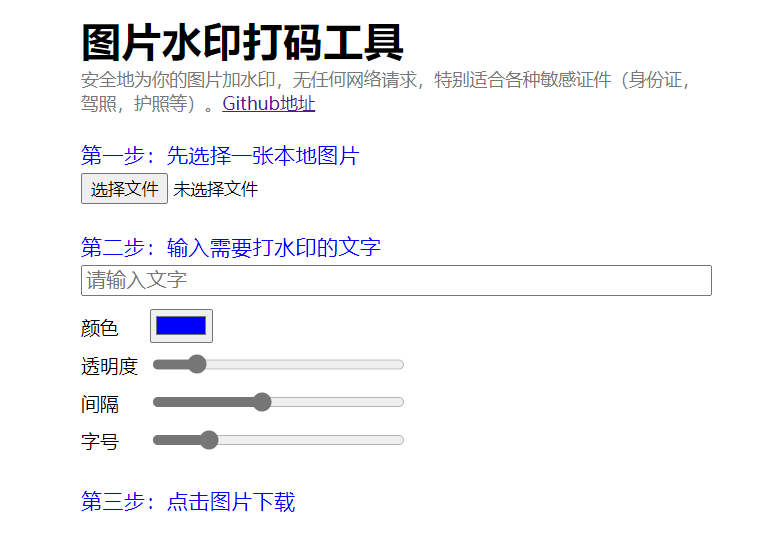 图片水印打码工具
安全地为你的图片加水印，无任何网络请求，特别适合各种敏感证件（身份证，
驾照，护照等）。Github地址
第一步：先选择一张本地图片
选择文件 未选择文件
第二步：输入需要打水印的文字
请输入文字
颜色
透明度
间隔
字号
第三步：点击图片下载